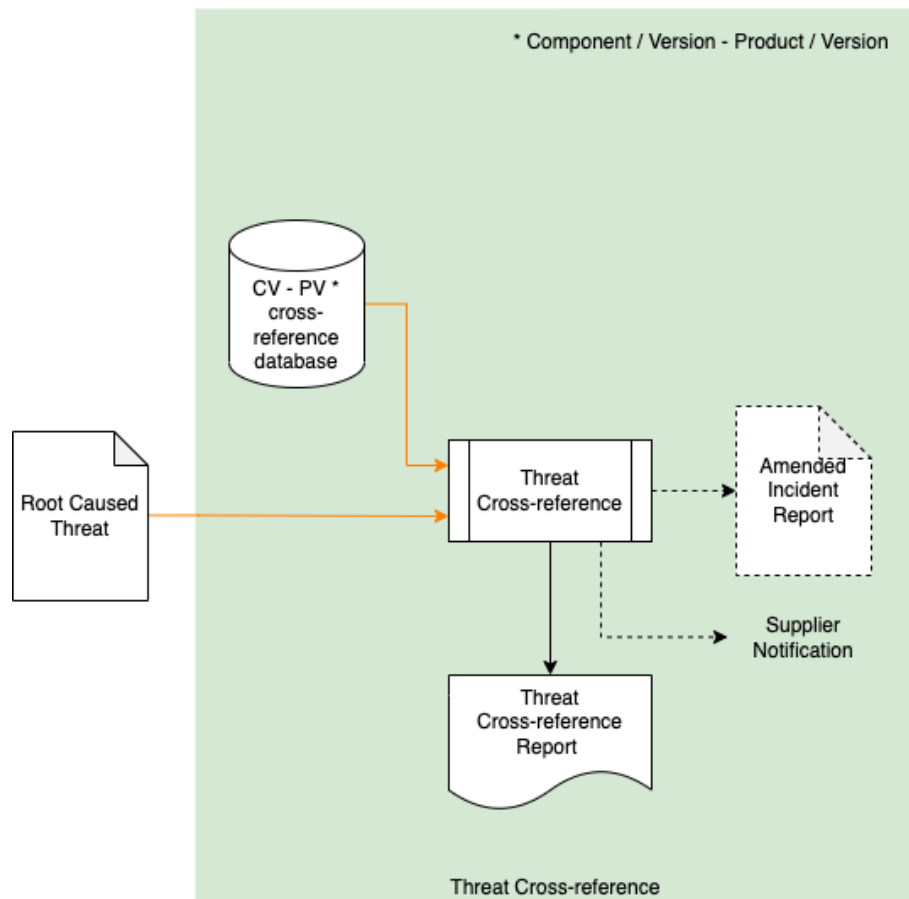 * Component / Version - Product / Version
CV - PV *
cross-
reference
database
Root Caused
Threat
Threat
Cross-reference
Amended
Incident
Report
Supplier
Notification
Threat
Cross-reference
Report
Threat Cross-reference